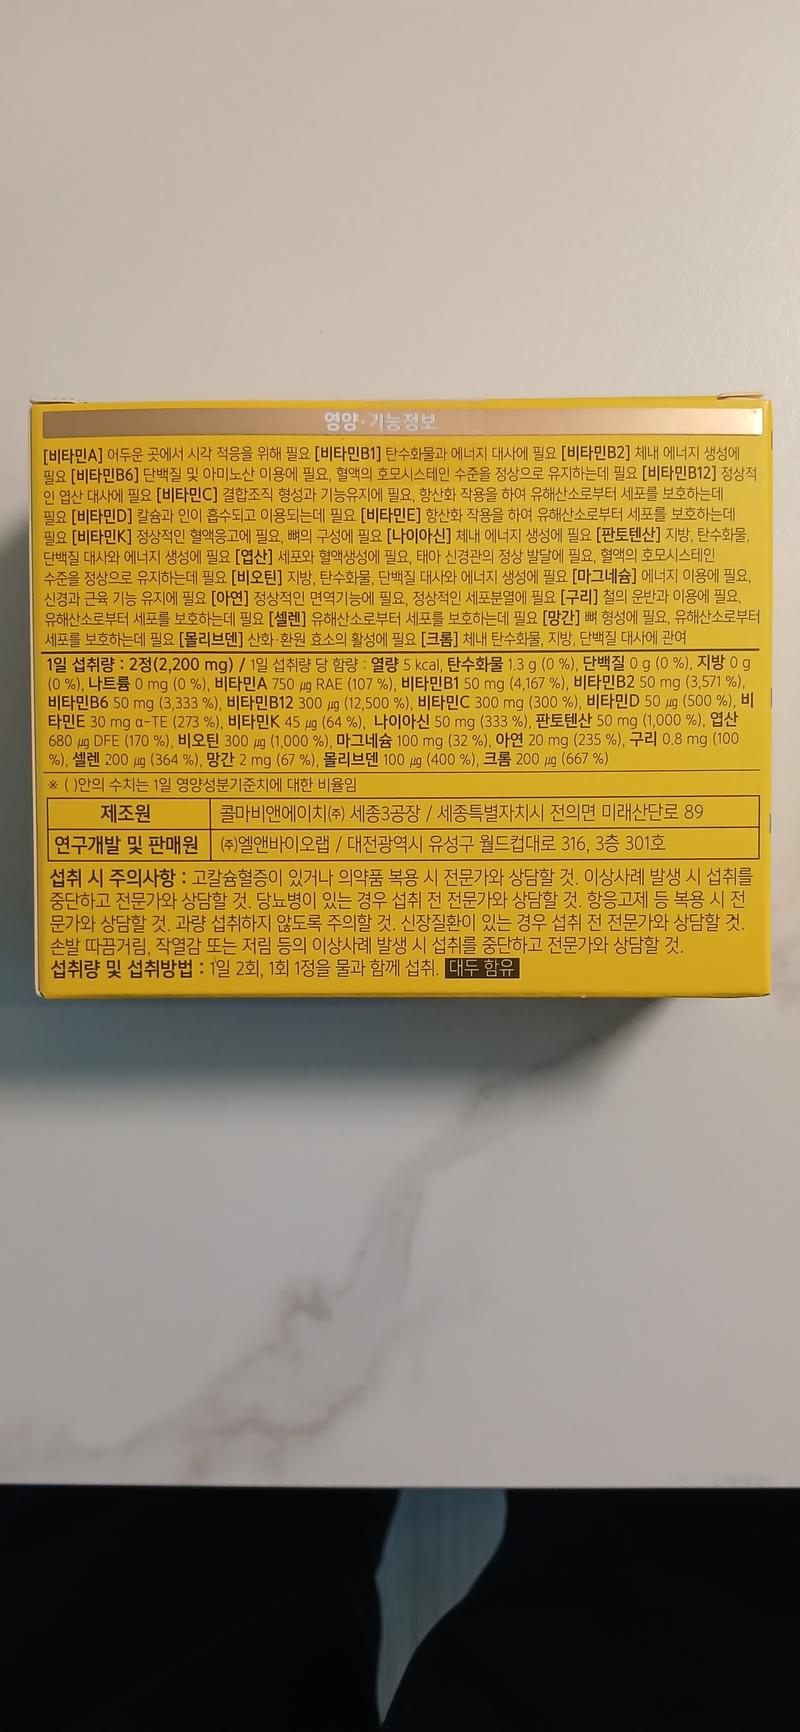 영양·기능정보
[비타민A] 어두운 곳에서 시각 적응을 위해 필요 [비타민B1] 탄수화물과 에너지 대사에 필요 [비타민B2] 체내 에너지 생성에
필요 [비타민B6] 단백질 및 아미노산 이용에 필요, 혈액의 호모시스테인 수준을 정상으로 유지하는데 필요 [비타민B12] 정상적
인 엽산 대사에 필요 [비타민C] 결합조직 형성과 기능유지에 필요, 항산화 작용을 하여 유해산소로부터 세포를 보호하는데
필요 [비타민D] 칼슘과 인이 흡수되고 이용되는데 필요 [비타민E] 항산화 작용을 하여 유해산소로부터 세포를 보호하는데
필요 [비타민K] 정상적인 혈액응고에 필요, 뼈의 구성에 필요 [나이아신] 체내 에너지 생성에 필요 [판토텐산] 지방, 탄수화물,
단백질 대사와 에너지 생성에 필요 [엽산] 세포와 혈액생성에 필요, 태아 신경관의 정상 발달에 필요, 혈액의 호모시스테인
수준을 정상으로 유지하는데 필요 [비오틴] 지방, 탄수화물, 단백질 대사와 에너지 생성에 필요 [마그네슘] 에너지 이용에 필요,
신경과 근육 기능 유지에 필요 [아연] 정상적인 면역기능에 필요, 정상적인 세포분열에 필요 [구리] 철의 운반과 이용에 필요,
유해산소로부터 세포를 보호하는데 필요 [셀렌] 유해산소로부터 세포를 보호하는데 필요 [망간] 뼈 형성에 필요, 유해산소로부터
세포를 보호하는데 필요 [몰리브덴] 산화·환원 효소의 활성에 필요 [크롬] 체내 탄수화물, 지방, 단백질 대사에 관여
1일 섭취량 : 2정(2,200 mg) / 1일 섭취량 당 함량 : 열량 5 kcal, 탄수화물 1.3 g (0 %), 단백질 0 g (0 %), 지방 0 g
(0 %), 나트륨 0 mg (0 %), 비타민A 750 ㎍ RAE (107 %), 비타민B1 50 mg (4,167 %), 비타민B2 50 mg (3,571 %),
비타민B6 50 mg (3,333 %), 비타민B12 300 ㎍ (12,500 %), 비타민C 300 mg (300 %), 비타민D 50 ㎍ (500 %), 비
타민E 30 mg α-TE (273 %), 비타민K 45 ㎍ (64 %), 나이아신 50 mg (333 %), 판토텐산 50 mg (1,000 %), 엽산
680 ㎍ DFE (170 %), 비오틴 300 ㎍ (1,000 %), 마그네슘 100 mg (32 %), 아연 20 mg (235 %), 구리 0.8 mg (100
%), 셀렌 200 ㎍ (364 %), 망간 2 mg (67 %), 몰리브덴 100 ㎍ (400 %), 크롬 200 ㎍ (667 %)
※ ( )안의 수치는 1일 영양성분기준치에 대한 비율임
제조원 콜마비앤에이치㈜ 세종3공장 / 세종특별자치시 전의면 미래산단로 89
연구개발 및 판매원 ㈜엘앤바이오랩 / 대전광역시 유성구 월드컵대로 316, 3층 301호
섭취 시 주의사항 : 고칼슘혈증이 있거나 의약품 복용 시 전문가와 상담할 것. 이상사례 발생 시 섭취를
중단하고 전문가와 상담할 것. 당뇨병이 있는 경우 섭취 전 전문가와 상담할 것. 항응고제 등 복용 시 전
문가와 상담할 것. 과량 섭취하지 않도록 주의할 것. 신장질환이 있는 경우 섭취 전 전문가와 상담할 것.
손발 따끔거림, 작열감 또는 저림 등의 이상사례 발생 시 섭취를 중단하고 전문가와 상담할 것.
섭취량 및 섭취방법 : 1일 2회, 1회 1정을 물과 함께 섭취. 대두 함유